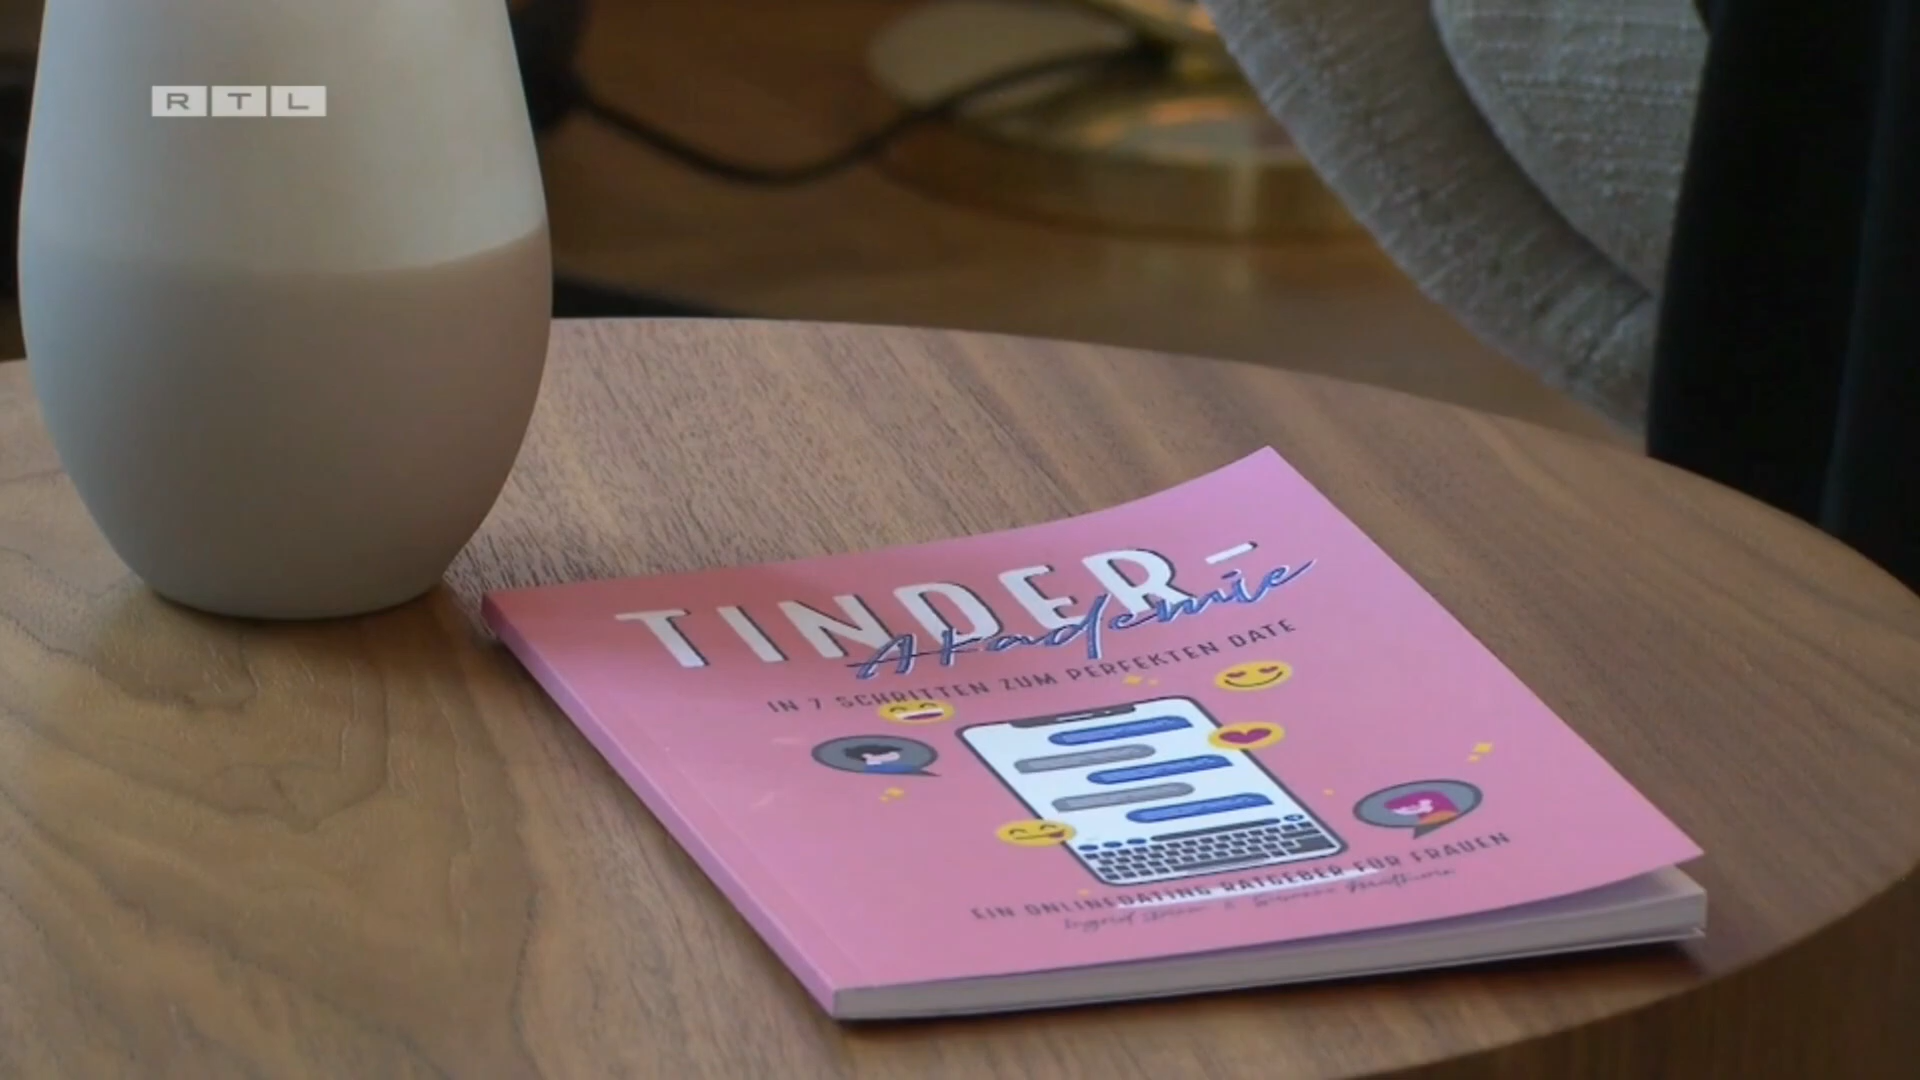 RTL
TINDER-
Akademie
IN 7 SCHRITTEN ZUM PERFEKTEN DATE
EIN ONLINEDATING RATGEBER FÜR FRAUEN